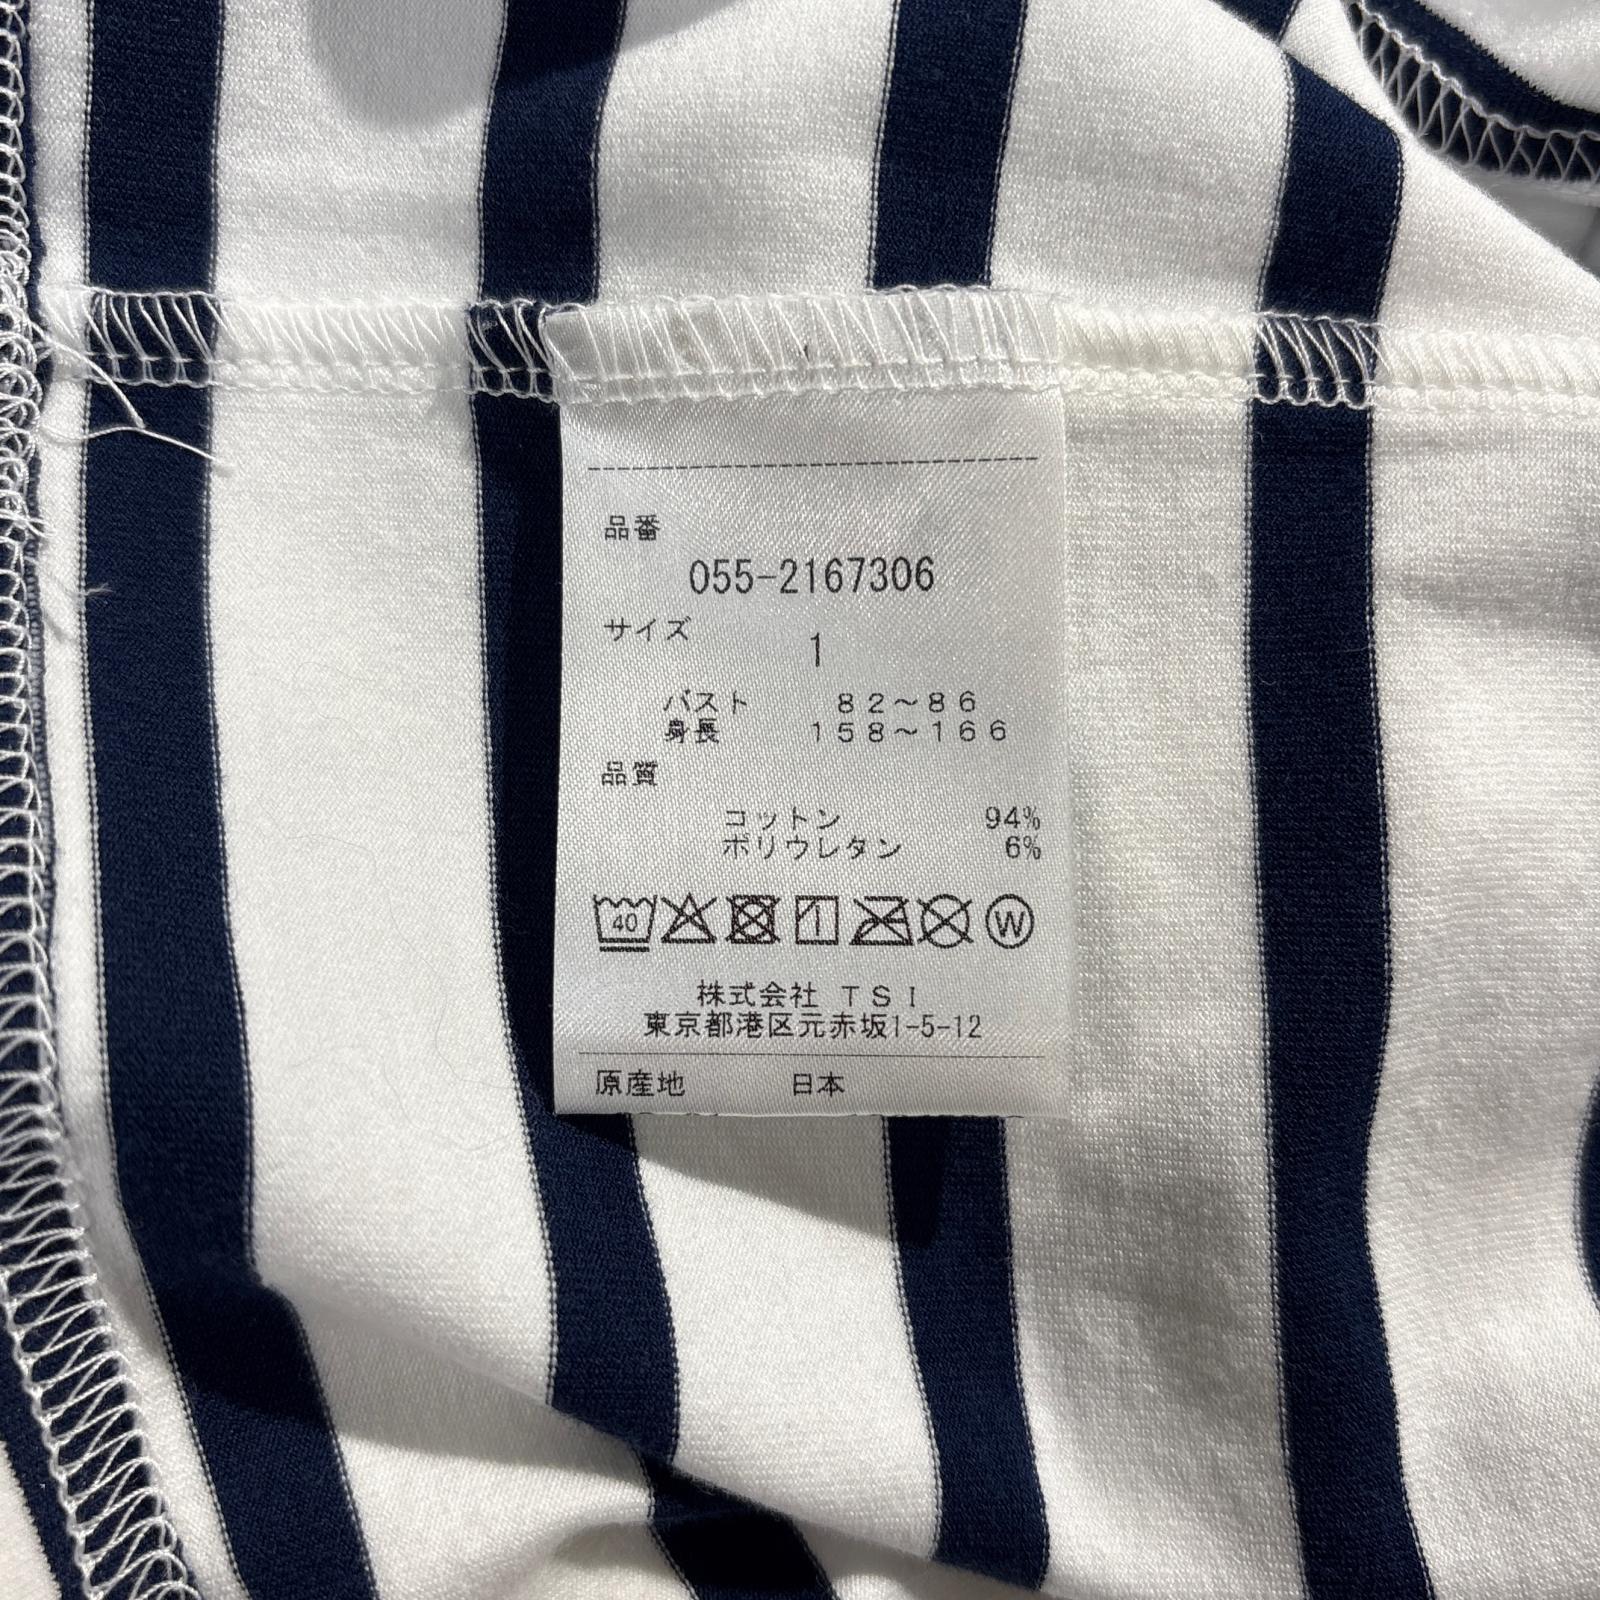 品番
055-2167306
サイズ 1
バスト 82〜86
身長 158〜166
品質
コットン 94%
ポリウレタン 6%
40 1 W
株式会社 TSI
東京都港区元赤坂1-5-12
原産地 日本